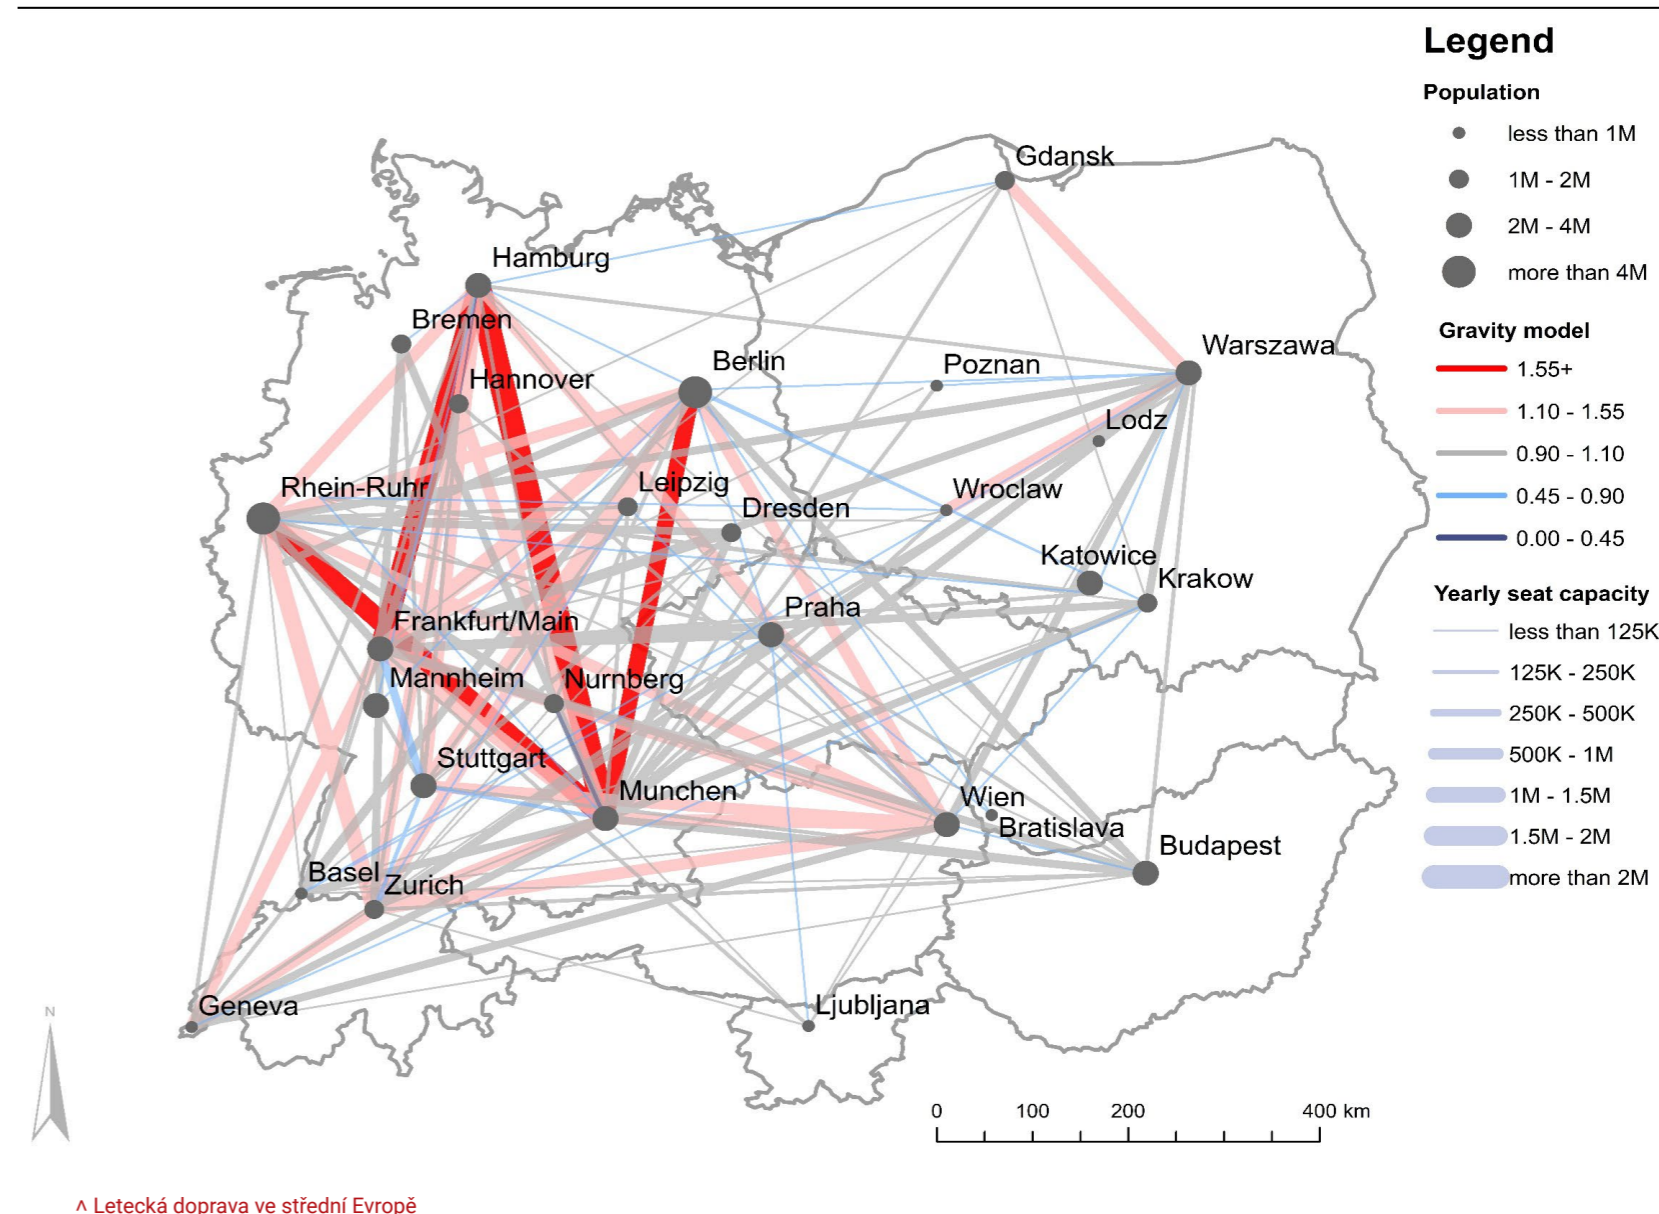 Legend
Population
less than 1M
1M - 2M
2M - 4M
more than 4M
Gravity model
1.55+
1.10 - 1.55
0.90 - 1.10
0.45 - 0.90
0.00 - 0.45
Yearly seat capacity
less than 125K
125K - 250K
250K - 500K
500K - 1M
1M - 1.5M
1.5M - 2M
more than 2M
Gdansk
Hamburg
Bremen
Warszawa
Berlin
Poznan
Hannover
Lodz
Rhein-Ruhr
Leipzig
Wroclaw
Dresden
Katowice
Krakow
Praha
Frankfurt/Main
Mannheim
Nurnberg
Stuttgart
Munchen
Wien
Bratislava
Budapest
Basel
Zurich
Geneva
Ljubljana
N
0 100 200 400 km
^ Letecká doprava ve střední Evropě